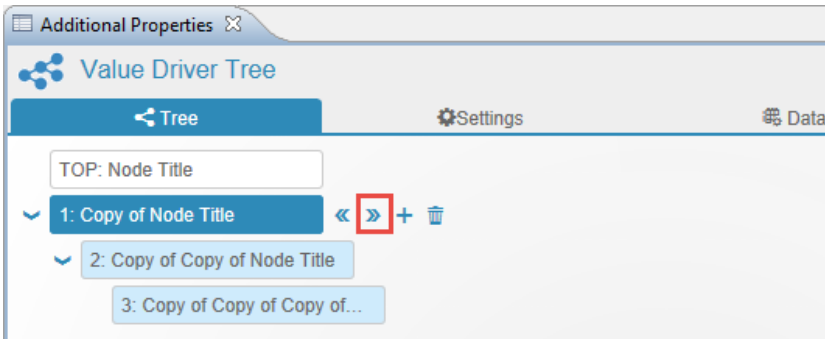 Additional Properties
Value Driver Tree
Tree Settings Data
TOP: Node Title
1: Copy of Node Title
2: Copy of Copy of Node Title
3: Copy of Copy of Copy of...